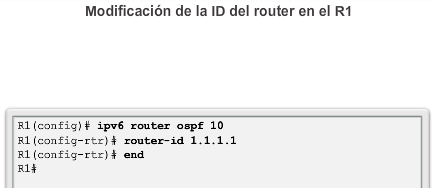 Modificación de la ID del router en el R1
R1(config)# ipv6 router ospf 10
R1(config-rtr)# router-id 1.1.1.1
R1(config-rtr)# end
R1#